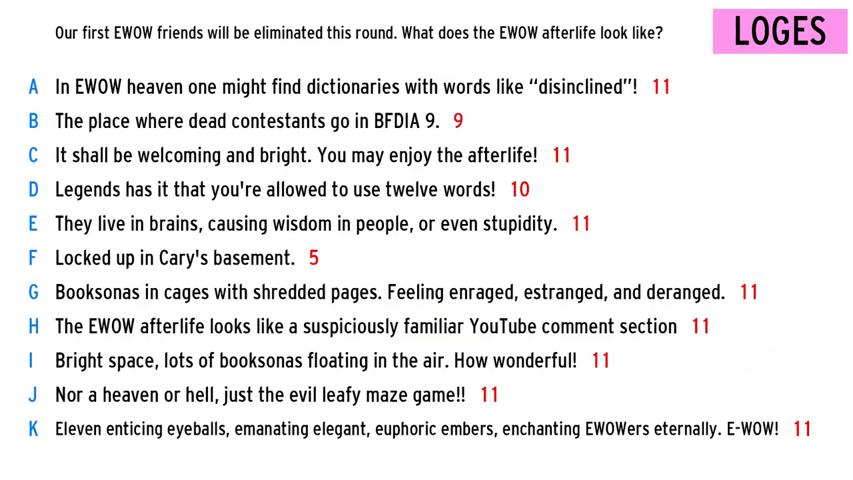 Our first EWOW friends will be eliminated this round. What does the EWOW afterlife look like?
LOGES
A In EWOW heaven one might find dictionaries with words like “disinclined”! 11
B The place where dead contestants go in BFDIA 9. 9
C It shall be welcoming and bright. You may enjoy the afterlife! 11
D Legends has it that you're allowed to use twelve words! 10
E They live in brains, causing wisdom in people, or even stupidity. 11
F Locked up in Cary's basement. 5
G Booksonas in cages with shredded pages. Feeling enraged, estranged, and deranged. 11
H The EWOW afterlife looks like a suspiciously familiar YouTube comment section 11
I Bright space, lots of booksonas floating in the air. How wonderful! 11
J Nor a heaven or hell, just the evil leafy maze game!! 11
K Eleven enticing eyeballs, emanating elegant, euphoric embers, enchanting EWOWers eternally. E-WOW! 11